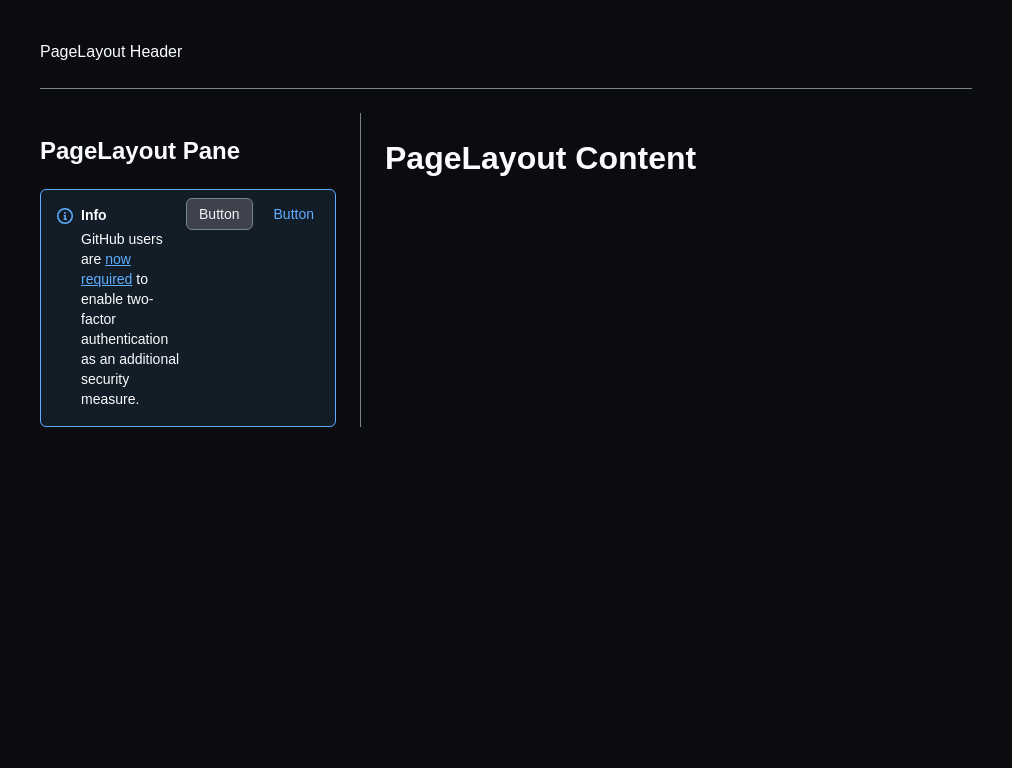 PageLayout Header
PageLayout Pane
Info
GitHub users
are now
required to
enable two-
factor
authentication
as an additional
security
measure.
Button
Button
PageLayout Content